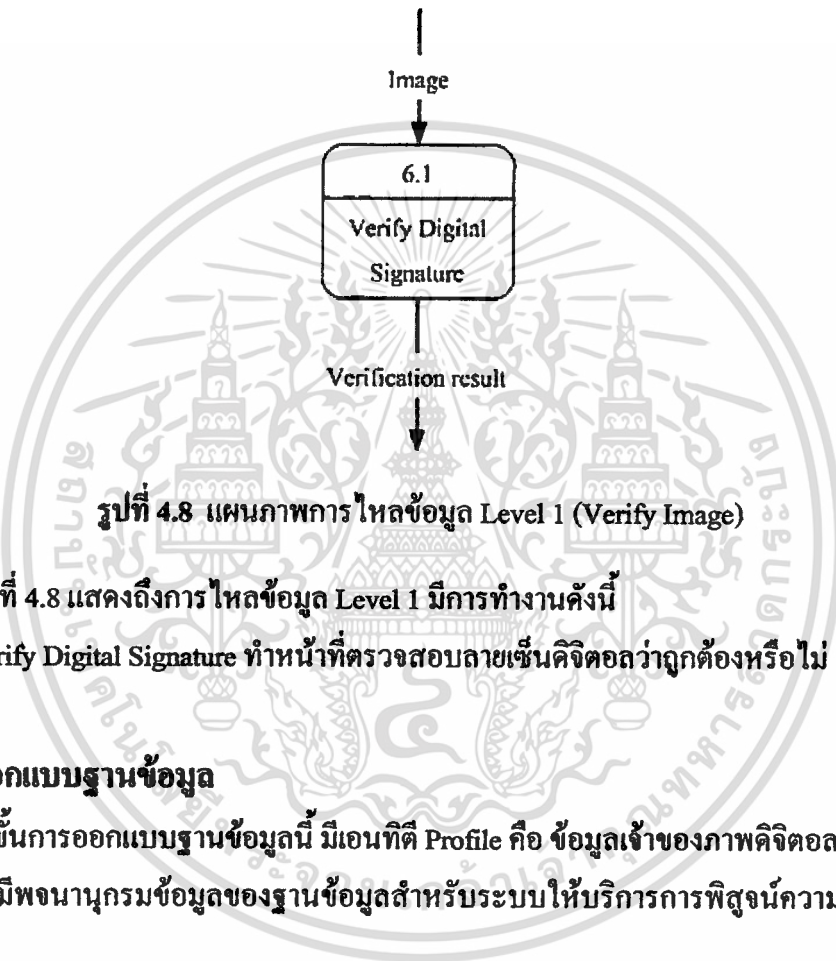 Image
6.1
Verify Digital
Signature
Verification result
รูปที่ 4.8 แผนภาพการไหลข้อมูล Level 1 (Verify Image)
ที่ 4.8 แสดงถึงการไหลข้อมูล Level 1 มีการทำงานดังนี้
rify Digital Signature ทำหน้าที่ตรวจสอบลายเซ็นดิจิตอลว่าถูกต้องหรือไม่
อกแบบฐานข้อมูล
ขั้นการออกแบบฐานข้อมูลนี้ มีเอนทิตี Profile คือ ข้อมูลเจ้าของภาพดิจิตอล
มีพจนานุกรมข้อมูลของฐานข้อมูลสำหรับระบบให้บริการการพิสูจน์ความ